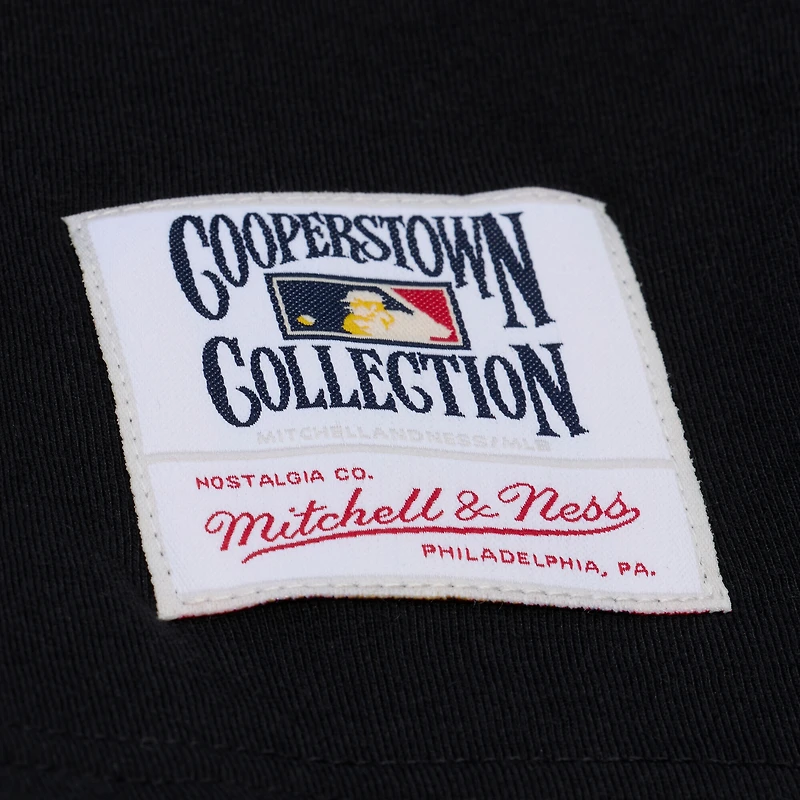 COOPERSTOWN
COLLECTION
MITCHELLANDNESS/MLB
NOSTALGIA CO.
Mitchell & Ness
PHILADELPHIA, PA.